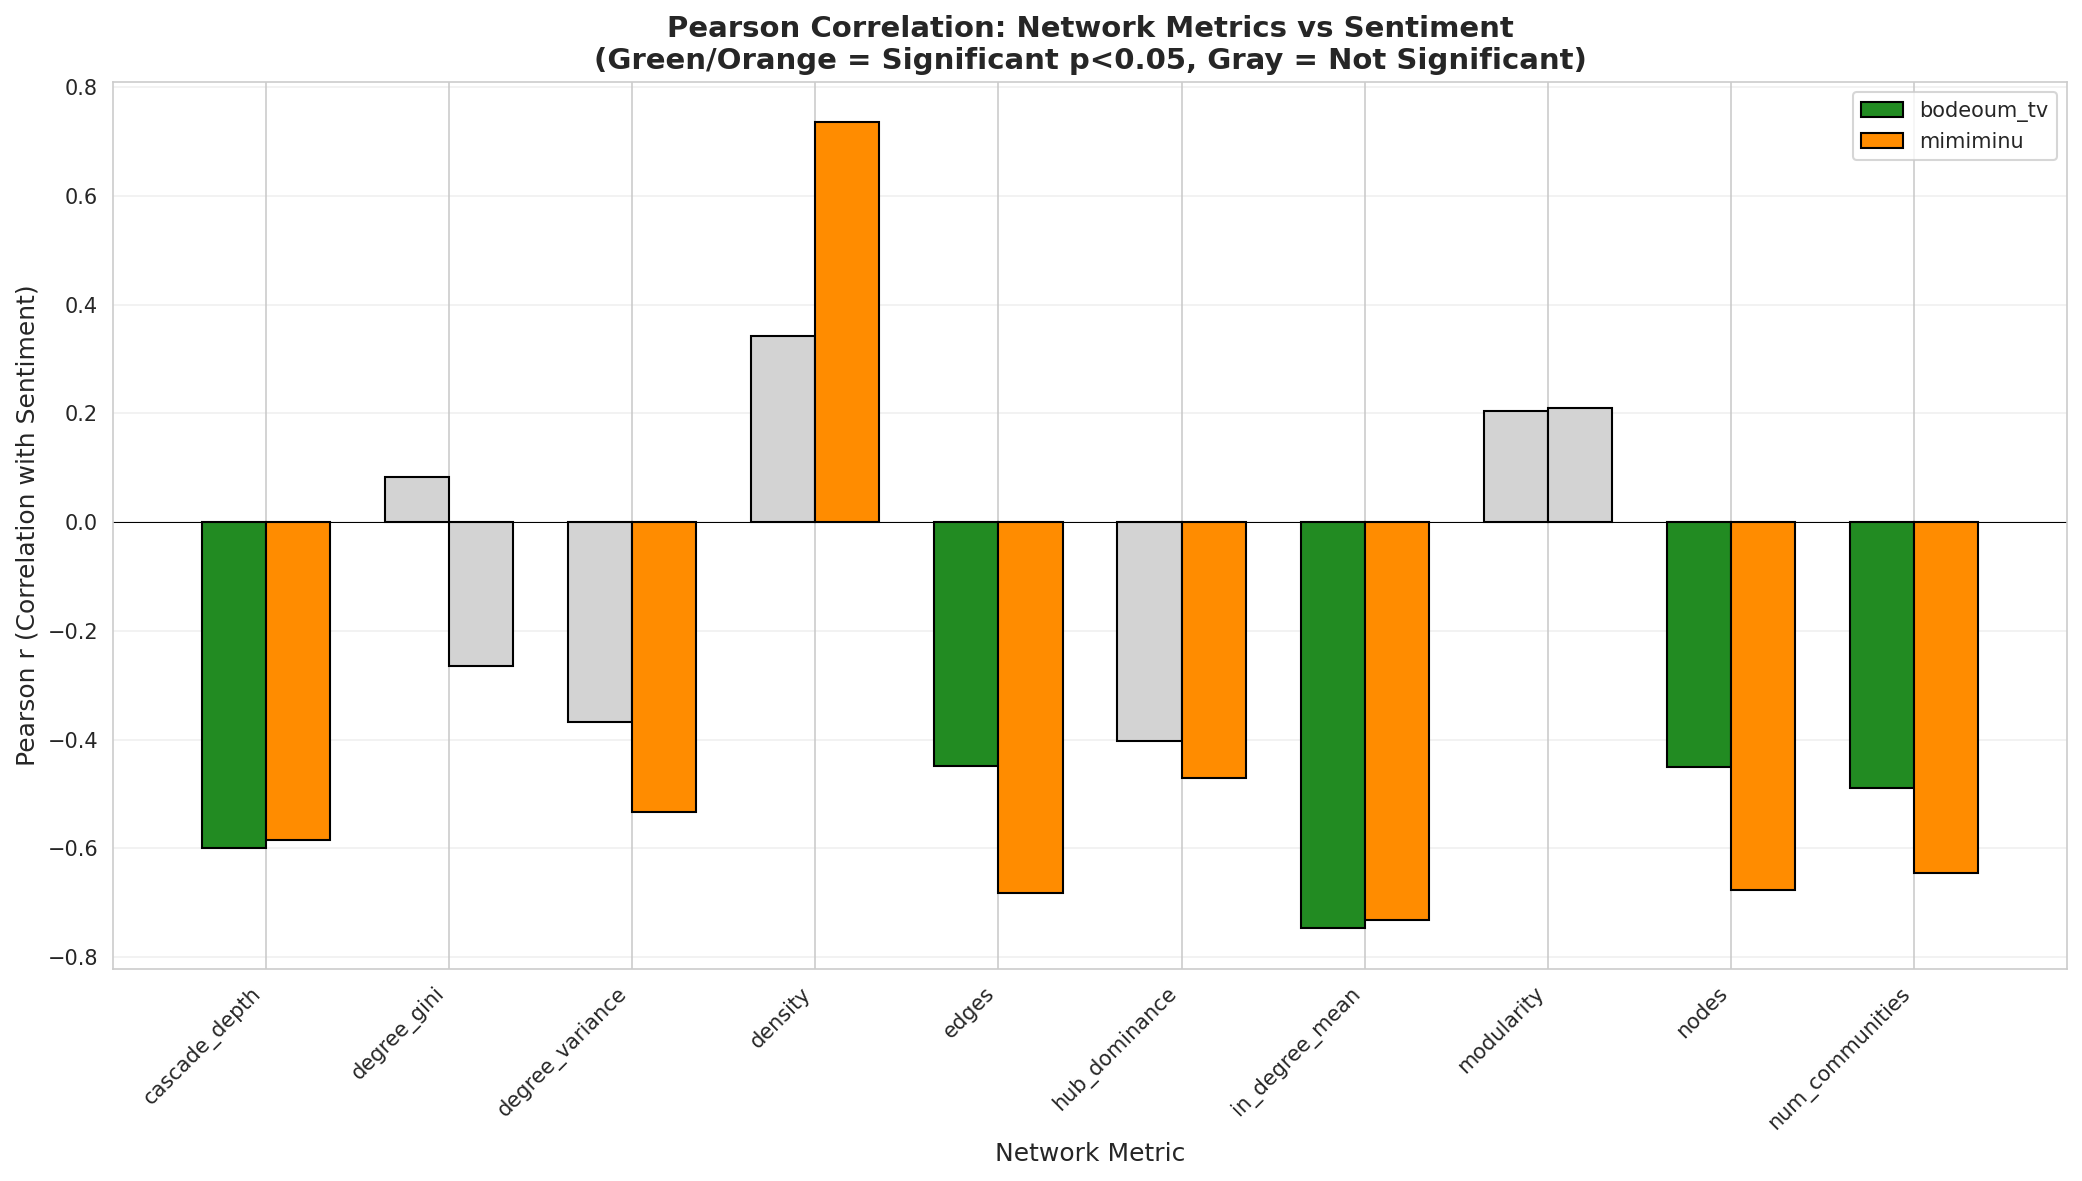 Pearson Correlation: Network Metrics vs Sentiment
(Green/Orange = Significant p<0.05, Gray = Not Significant)
bodeoum_tv
mimiminu
Pearson r (Correlation with Sentiment)
0.8
0.6
0.4
0.2
0.0
−0.2
−0.4
−0.6
−0.8
cascade_depth
degree_gini
degree_variance
density
edges
hub_dominance
in_degree_mean
modularity
nodes
num_communities
Network Metric